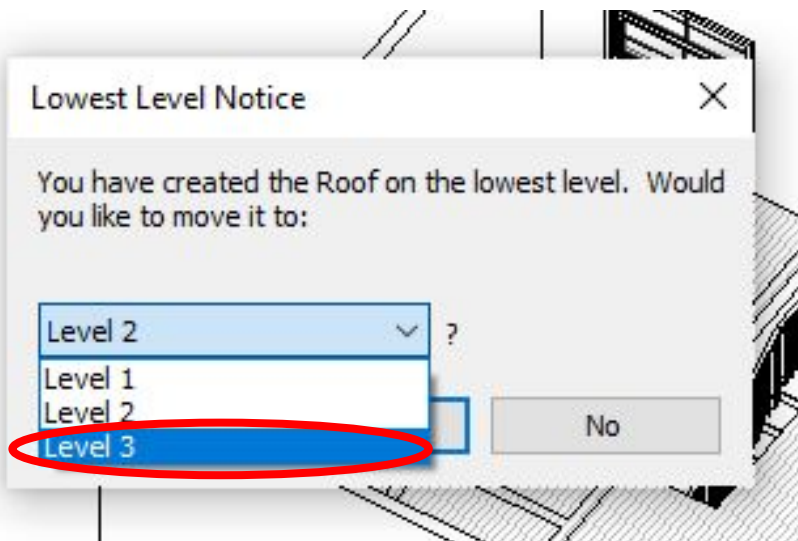 Lowest Level Notice
You have created the Roof on the lowest level. Would
you like to move it to:
Level 2 ?
Level 1
Level 2
Level 3
No